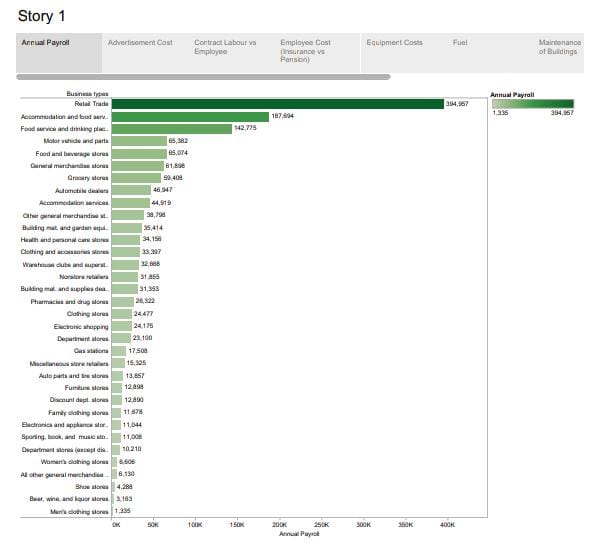 Story 1
Annual Payroll
Advertisement Cost
Contract Labour vs
Employee
Employee Cost
(Insurance vs
Pension)
Equipment Costs
Fuel
Maintenance
of Buildings
Business types
Retail Trade 394,957
Accommodation and food serv.. 187,694
Food service and drinking plac.. 142,775
Motor vehicle and parts 65,382
Food and beverage stores 65,074
General merchandise stores 61,898
Grocery stores 59,408
Automobile dealers 46,947
Accommodation services 44,919
Other general merchandise st.. 38,798
Building mat. and garden equi.. 35,414
Health and personal care stores 34,156
Clothing and accessories stores 33,397
Warehouse clubs and superst.. 32,668
Nonstore retailers 31,855
Building mat. and supplies dea.. 31,353
Pharmacies and drug stores 26,322
Clothing stores 24,477
Electronic shopping 24,175
Department stores 23,100
Gas stations 17,508
Miscellaneous store retailers 15,325
Auto parts and tire stores 13,857
Furniture stores 12,898
Discount dept. stores 12,890
Family clothing stores 11,678
Electronics and appliance stor.. 11,044
Sporting, book, and music sto.. 11,008
Department stores (except dis.. 10,210
Women's clothing stores 6,606
All other general merchandise .. 6,130
Shoe stores 4,288
Beer, wine, and liquor stores 3,163
Men's clothing stores 1,335
0K 50K 100K 150K 200K 250K 300K 350K 400K
Annual Payroll
Annual Payroll
1,335 394,957